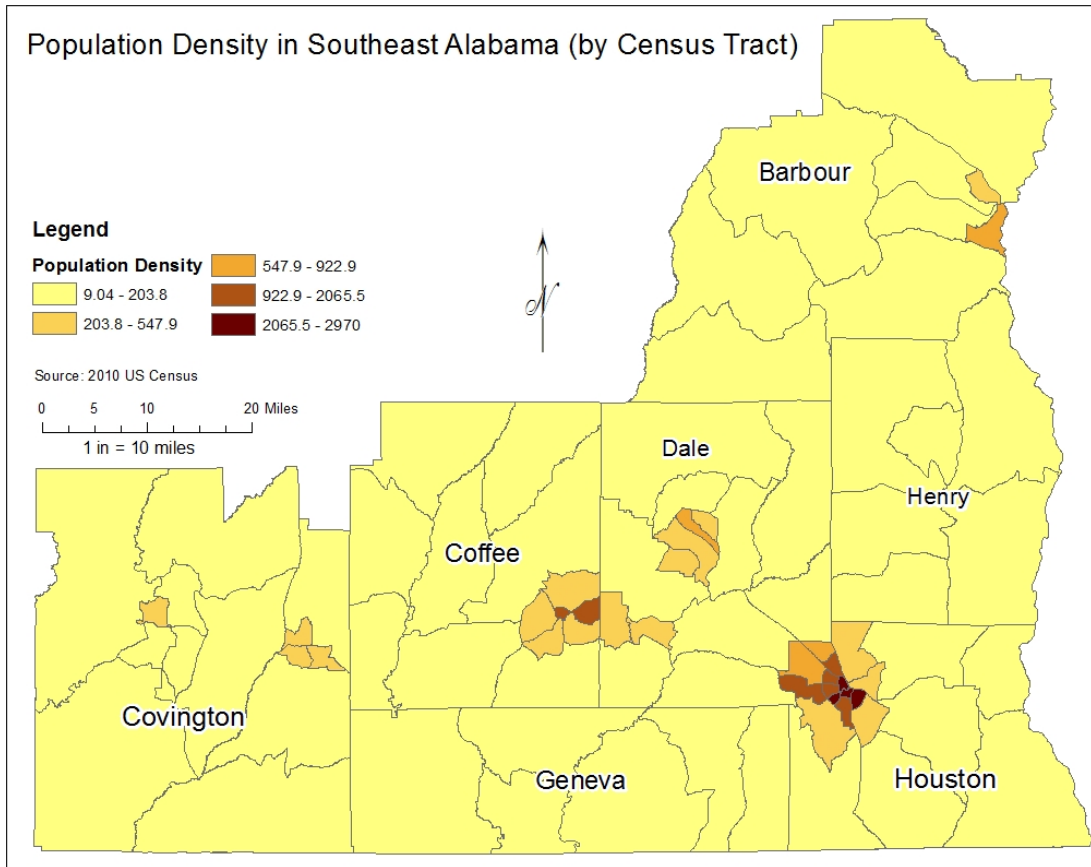 Population Density in Southeast Alabama (by Census Tract)
Barbour
Legend
Population Density
9.04 - 203.8
203.8 - 547.9
547.9 - 922.9
922.9 - 2065.5
2065.5 - 2970
N
Source: 2010 US Census
0 5 10 20 Miles
1 in = 10 miles
Dale
Henry
Coffee
Covington
Geneva
Houston